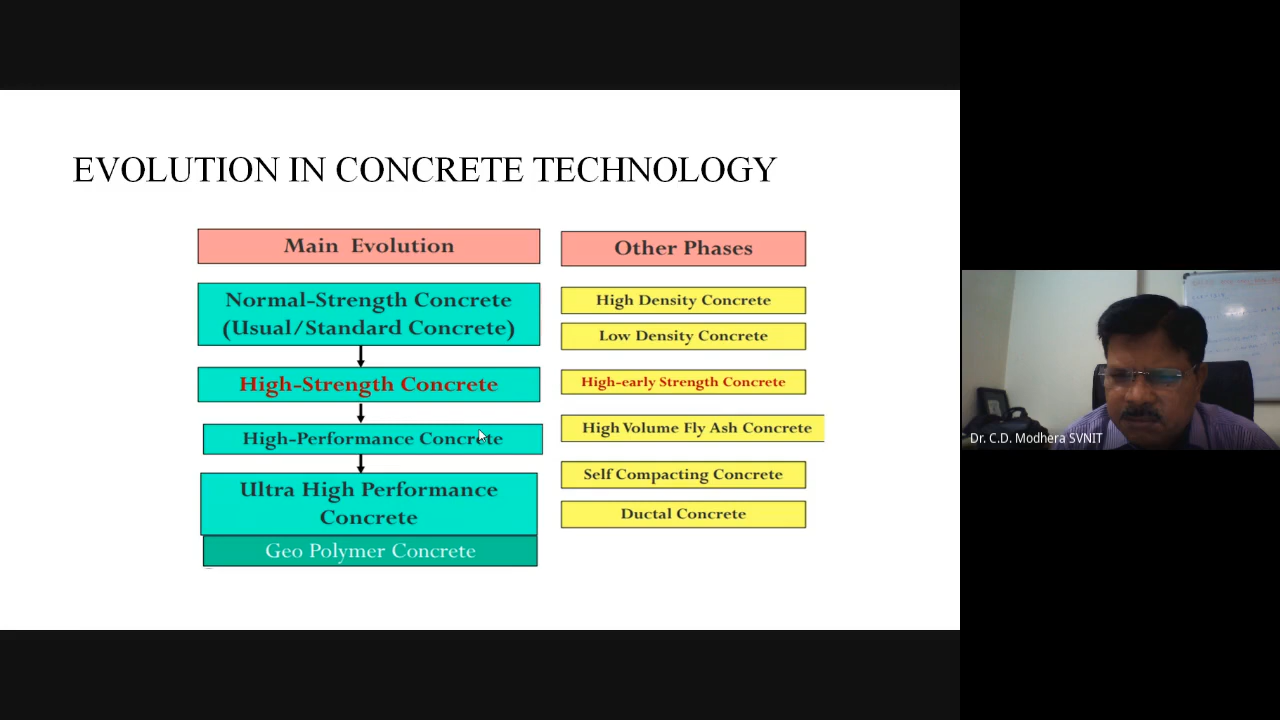 EVOLUTION IN CONCRETE TECHNOLOGY
Main Evolution
Normal-Strength Concrete
(Usual/Standard Concrete)
High-Strength Concrete
High-Performance Concrete
Ultra High Performance
Concrete
Geo Polymer Concrete
Other Phases
High Density Concrete
Low Density Concrete
High-early Strength Concrete
High Volume Fly Ash Concrete
Self Compacting Concrete
Ductal Concrete
Dr. C.D. Modhera SVNIT